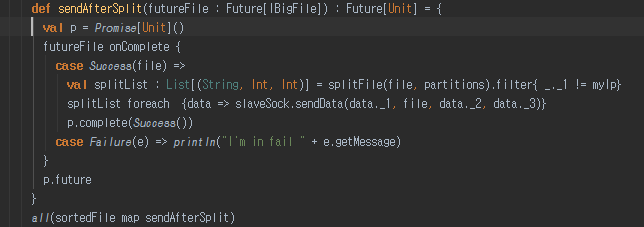 def sendAfterSplit(futureFile : Future[IBigFile]) : Future[Unit] = {
val p = Promise[Unit]()
futureFile onComplete {
case Success(file) =>
val splitList : List[(String, Int, Int)] = splitFile(file, partitions).filter{ _._1 != myIp}
splitList foreach {data => slaveSock.sendData(data._1, file, data._2, data._3)}
p.complete(Success())
case Failure(e) => println("I'm in fail " + e.getMessage)
}
p.future
}
all(sortedFile map sendAfterSplit)